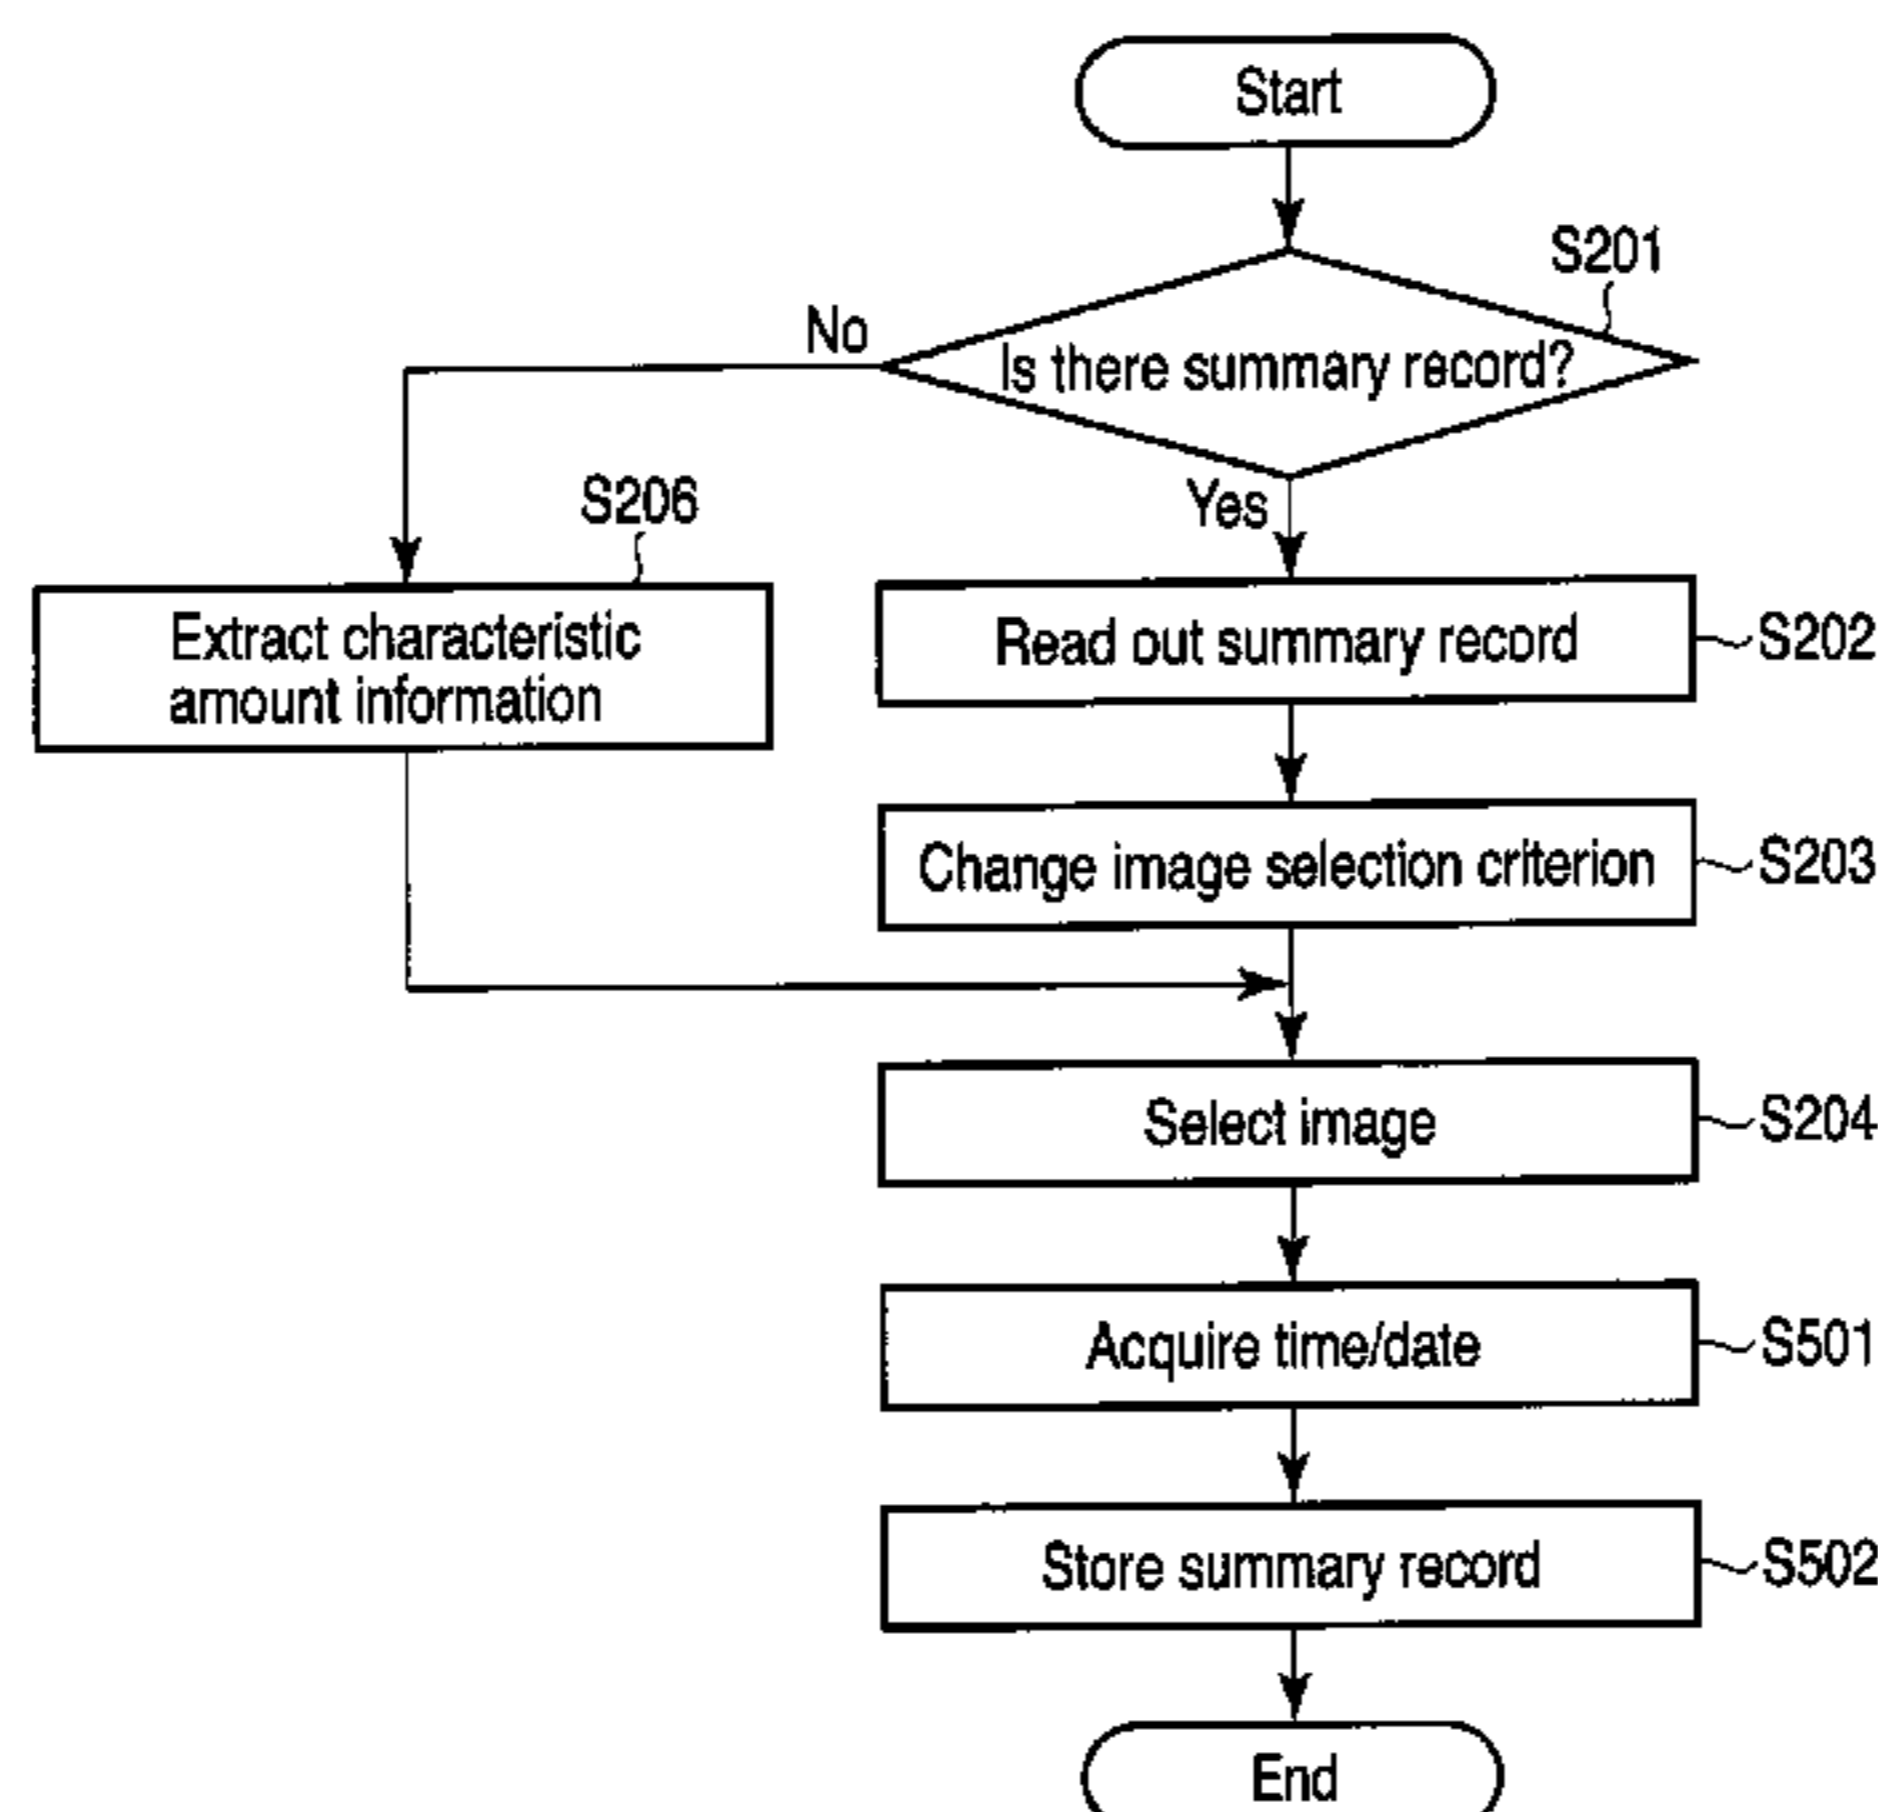 Start
S201
No
Is there summary record?
Yes
S206
Extract characteristic
amount information
Read out summary record
S202
Change image selection criterion
S203
Select image
S204
Acquire time/date
S501
Store summary record
S502
End